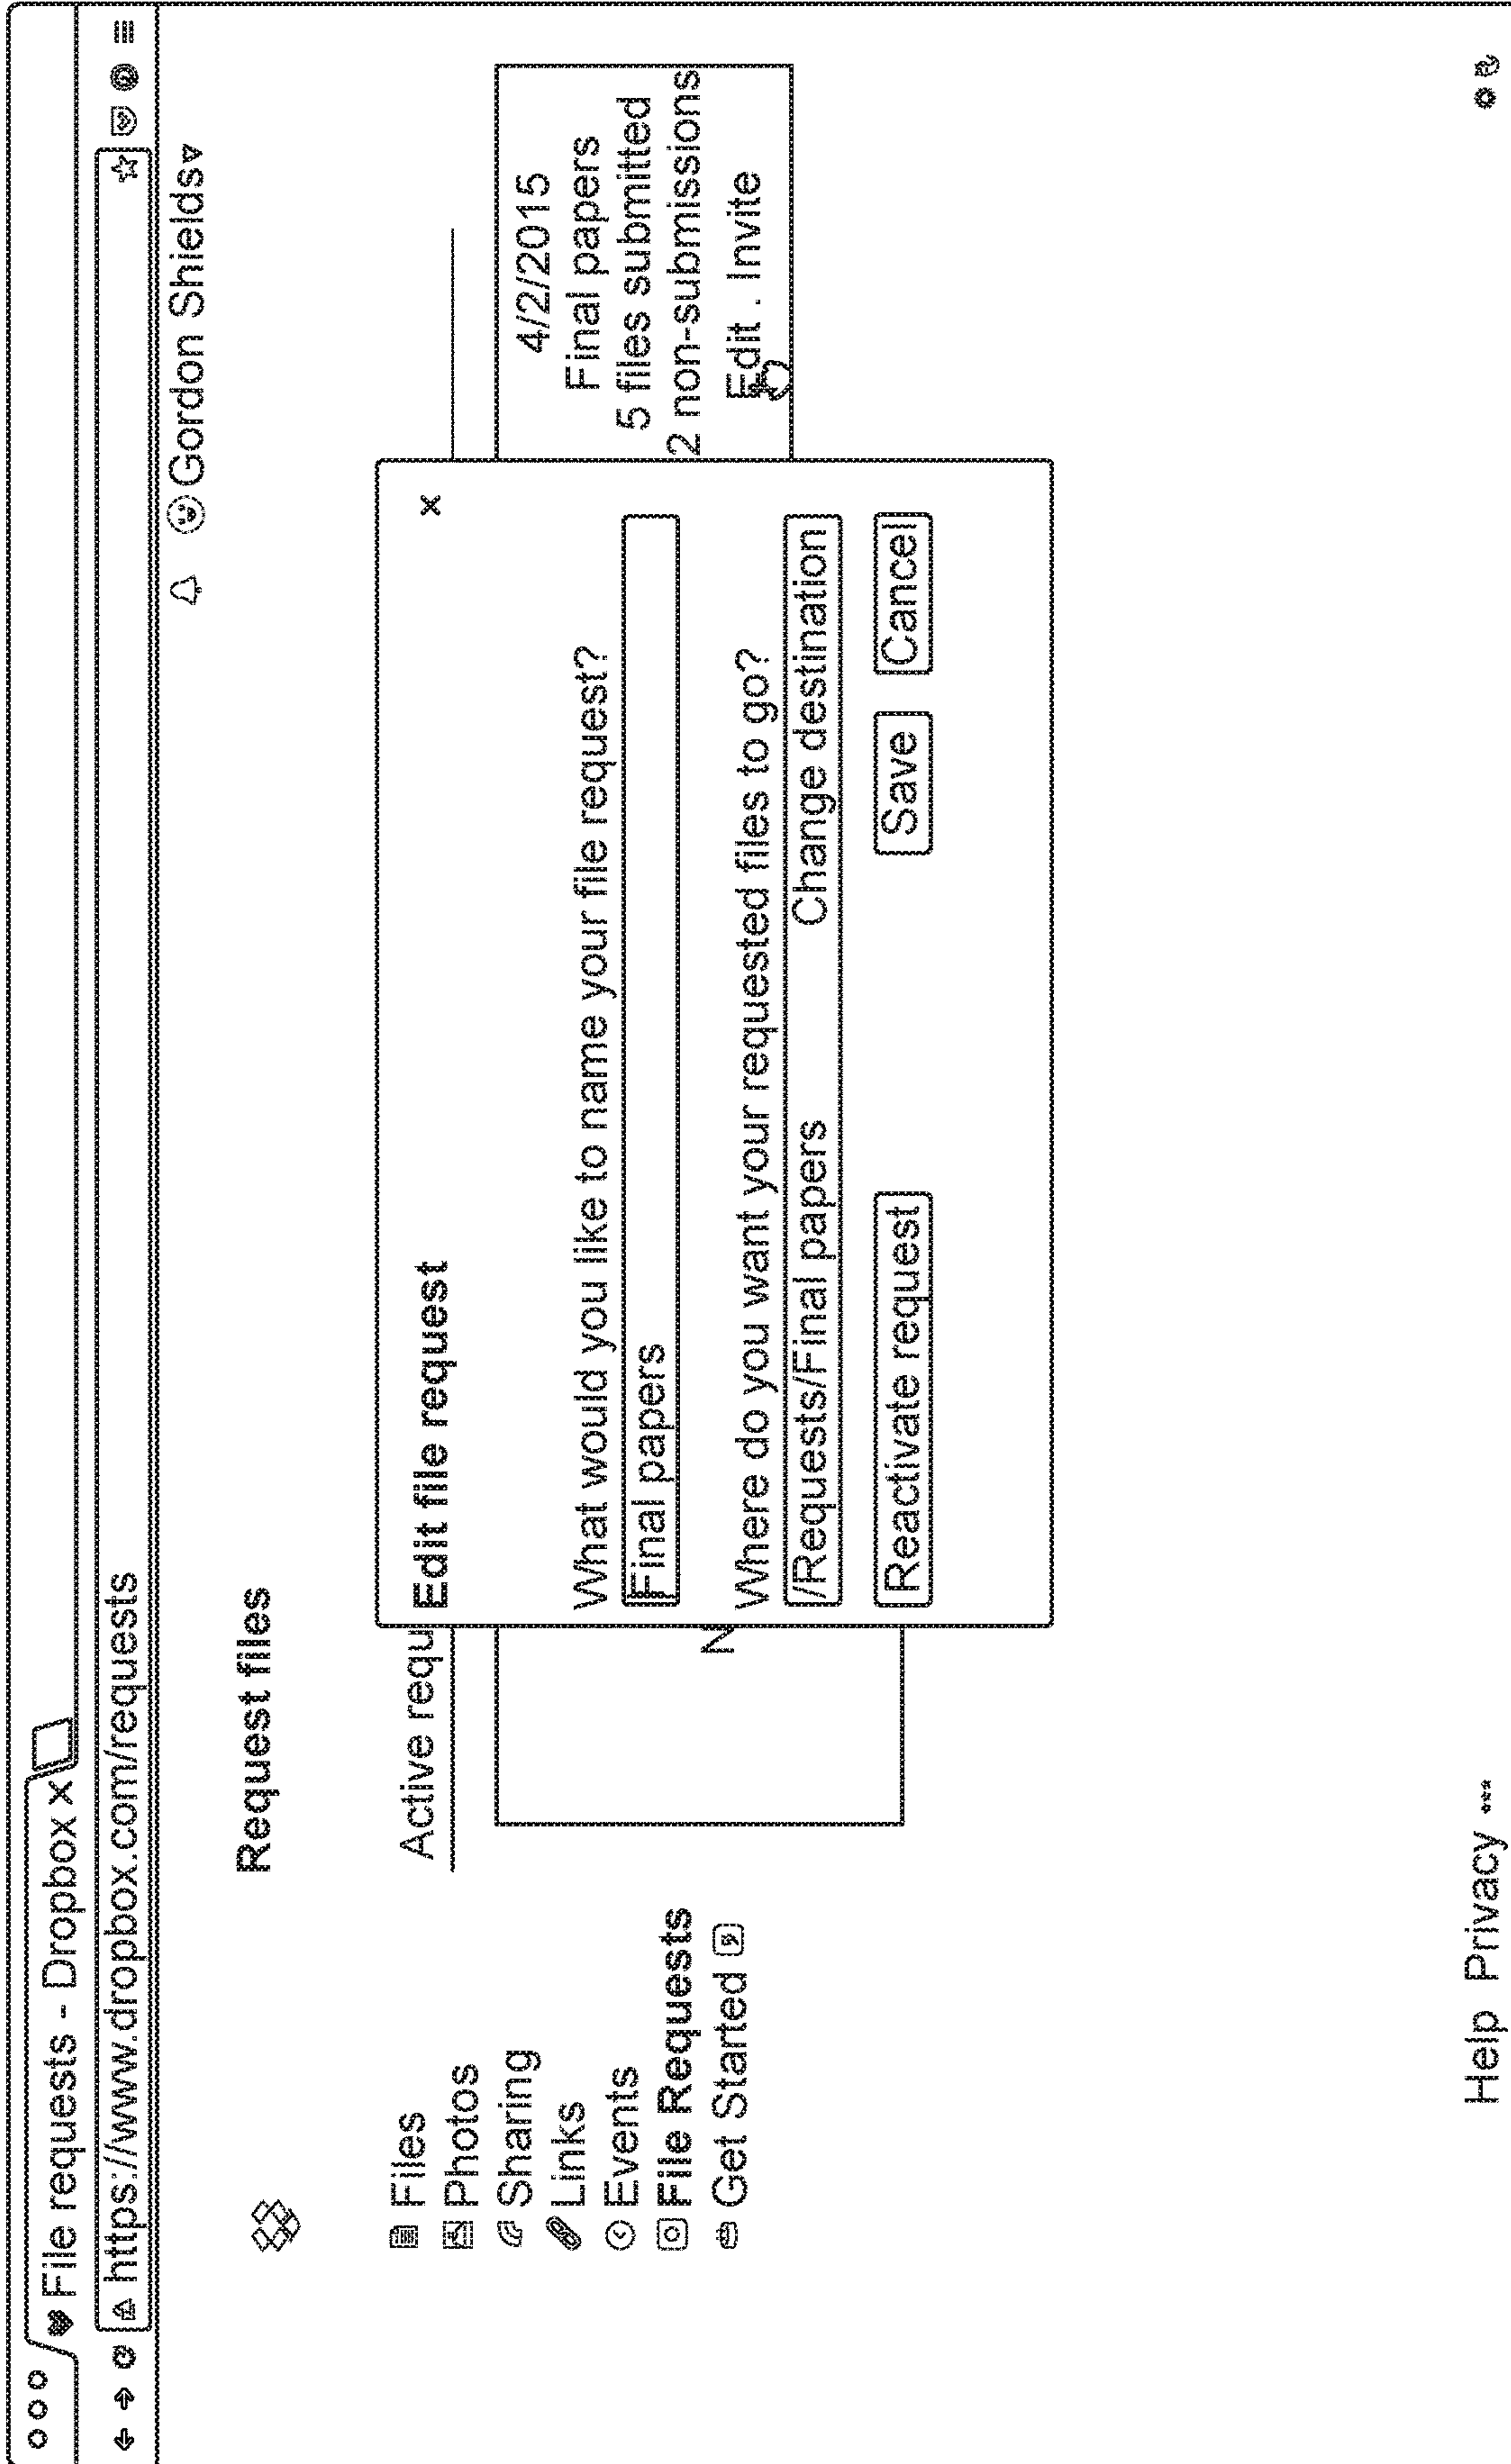 File requests - Dropbox x
https://www.dropbox.com/requests
Gordon Shields
Request files
Files
Photos
Sharing
Links
Events
File Requests
Get Started
Active requ
N
4/2/2015
Final papers
5 files submitted
2 non-submissions
Edit . Invite
Edit file request x
What would you like to name your file request?
Final papers
Where do you want your requested files to go?
/Requests/Final papers Change destination
Reactivate request Save Cancel
Help Privacy •••